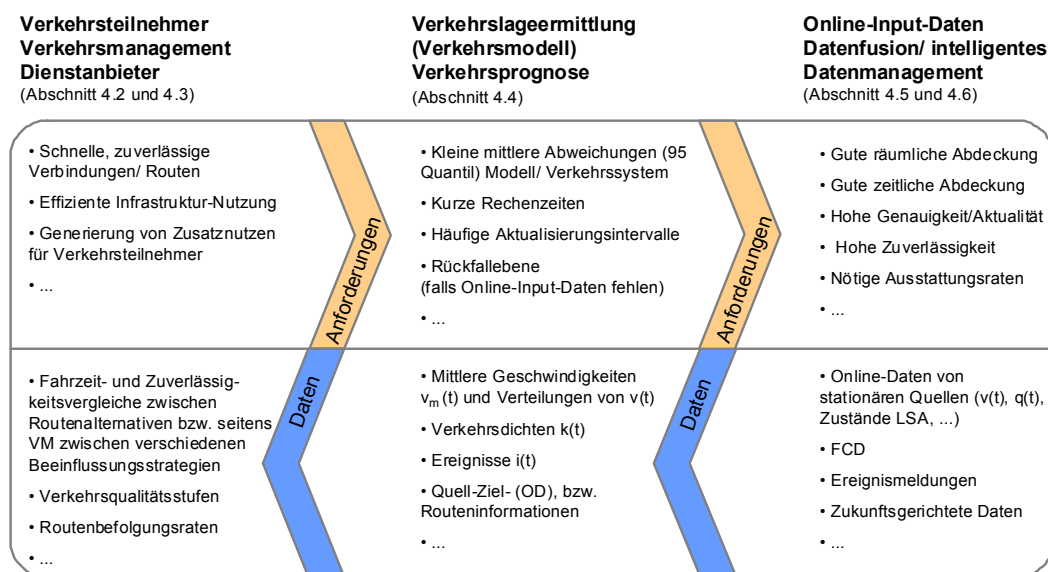 Verkehrsteilnehmer
Verkehrsmanagement
Dienstanbieter
(Abschnitt 4.2 und 4.3)
Verkehrslageermittlung
(Verkehrsmodell)
Verkehrsprognose
(Abschnitt 4.4)
Online-Input-Daten
Datenfusion/ intelligentes
Datenmanagement
(Abschnitt 4.5 und 4.6)
• Schnelle, zuverlässige
Verbindungen/ Routen
• Effiziente Infrastruktur-Nutzung
• Generierung von Zusatznutzen
für Verkehrsteilnehmer
• ...
Anforderungen
• Kleine mittlere Abweichungen (95
Quantil) Modell/ Verkehrssystem
• Kurze Rechenzeiten
• Häufige Aktualisierungsintervalle
• Rückfallebene
(falls Online-Input-Daten fehlen)
• ...
Anforderungen
• Gute räumliche Abdeckung
• Gute zeitliche Abdeckung
• Hohe Genauigkeit/Aktualität
• Hohe Zuverlässigkeit
• Nötige Ausstattungsraten
• ...
• Fahrzeit- und Zuverlässig-
keitsvergleiche zwischen
Routenalternativen bzw. seitens
VM zwischen verschiedenen
Beeinflussungsstrategien
• Verkehrsqualitätsstufen
• Routenbefolgungsraten
• ...
Daten
• Mittlere Geschwindigkeiten
vm (t) und Verteilungen von v(t)
• Verkehrsdichten k(t)
• Ereignisse i(t)
• Quell-Ziel- (OD), bzw.
Routeninformationen
• ...
Daten
• Online-Daten von
stationären Quellen (v(t), q(t),
Zustände LSA, ...)
• FCD
• Ereignismeldungen
• Zukunftsgerichtete Daten
• ...